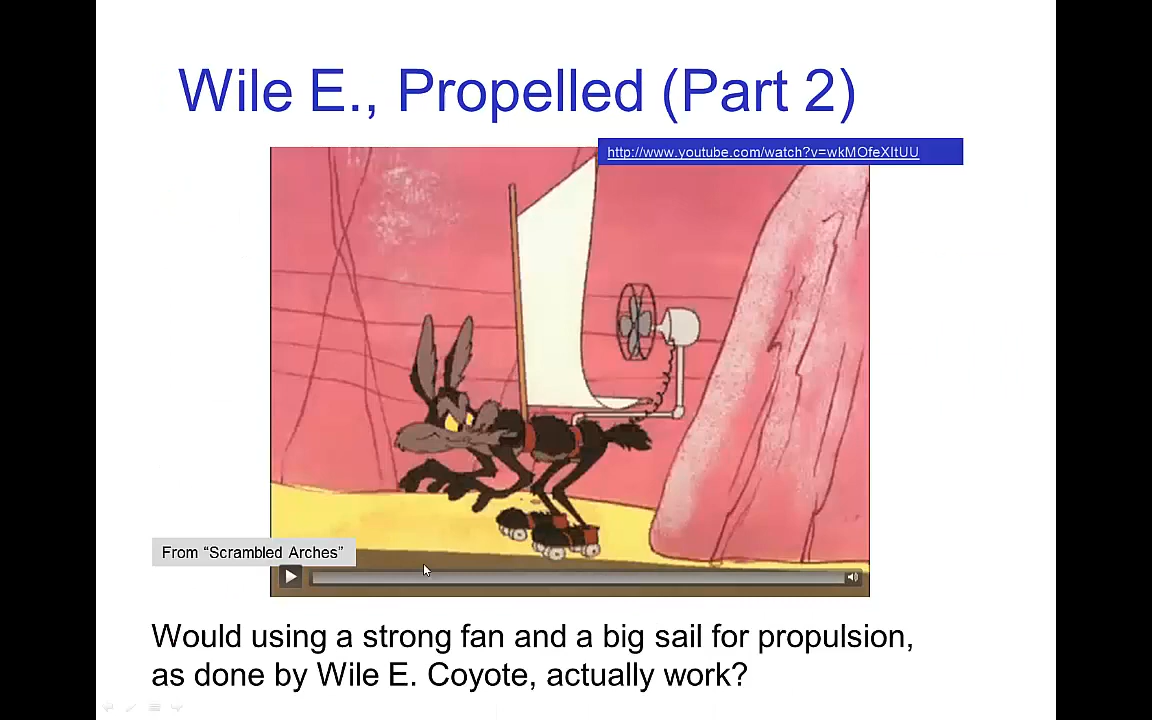 Wile E., Propelled (Part 2)
http://www.youtube.com/watch?v=wkMOfeXItUU
From “Scrambled Arches”
Would using a strong fan and a big sail for propulsion,
as done by Wile E. Coyote, actually work?